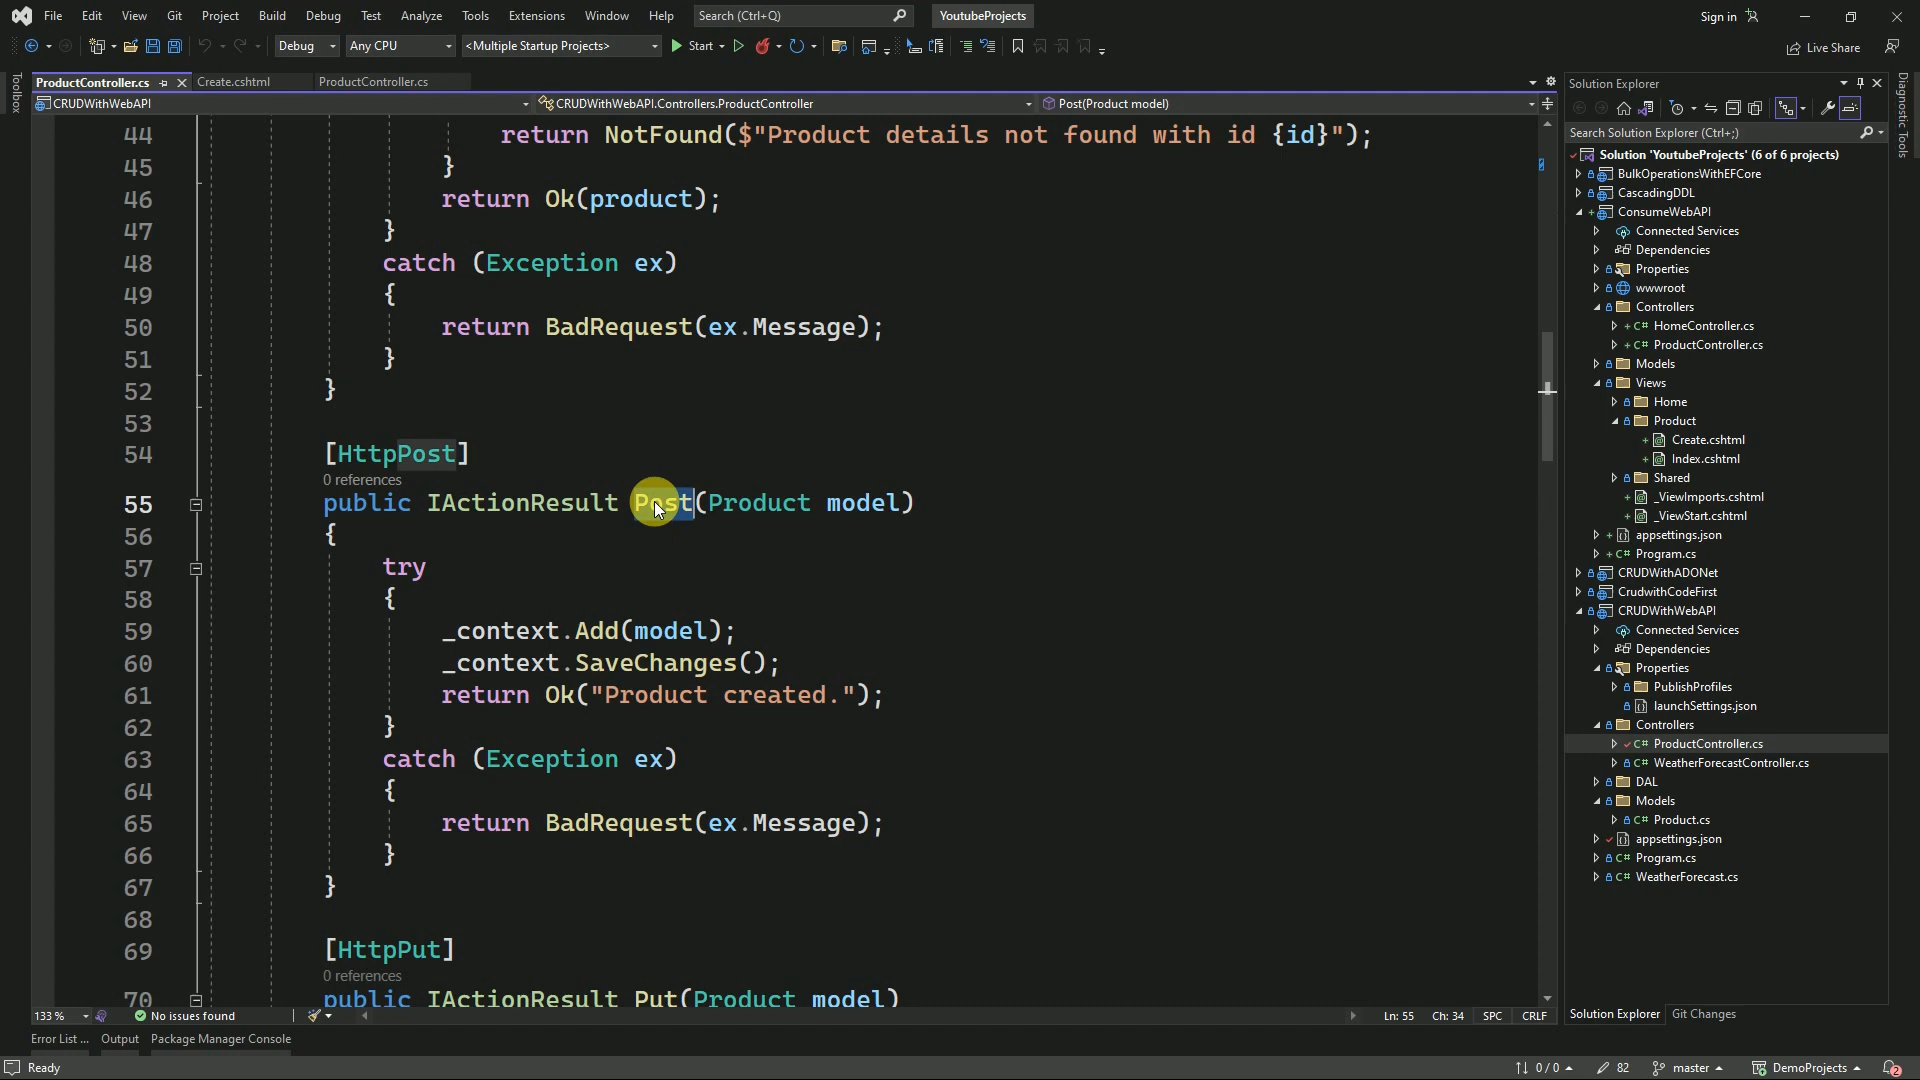 File Edit View Git Project Build Debug Test Analyze Tools Extensions Window Help Search (Ctrl+Q) YoutubeProjects Sign in
Debug Any CPU <Multiple Startup Projects> Start Live Share
Toolbox
ProductController.cs Create.cshtml ProductController.cs
CRUDWithWebAPI CRUDWithWebAPI.Controllers.ProductController Post(Product model)
44 return NotFound($"Product details not found with id {id}");
45 }
46 return Ok(product);
47 }
48 catch (Exception ex)
49 {
50 return BadRequest(ex.Message);
51 }
52 }
53
54 [HttpPost]
0 references
55 public IActionResult Post(Product model)
56 {
57 try
58 {
59 _context.Add(model);
60 _context.SaveChanges();
61 return Ok("Product created.");
62 }
63 catch (Exception ex)
64 {
65 return BadRequest(ex.Message);
66 }
67 }
68
69 [HttpPut]
0 references
70 public IActionResult Put(Product model)
133 % No issues found Ln: 55 Ch: 34 SPC CRLF
Error List ... Output Package Manager Console
Solution Explorer
Search Solution Explorer (Ctrl+;)
Solution 'YoutubeProjects' (6 of 6 projects)
BulkOperationsWithEFCore
CascadingDDL
ConsumeWebAPI
Connected Services
Dependencies
Properties
wwwroot
Controllers
C# HomeController.cs
C# ProductController.cs
Models
Views
Home
Product
Create.cshtml
Index.cshtml
Shared
_ViewImports.cshtml
_ViewStart.cshtml
appsettings.json
C# Program.cs
CRUDWithADONet
CrudwithCodeFirst
CRUDWithWebAPI
Connected Services
Dependencies
Properties
PublishProfiles
launchSettings.json
Controllers
C# ProductController.cs
C# WeatherForecastController.cs
DAL
Models
C# Product.cs
appsettings.json
C# Program.cs
C# WeatherForecast.cs
Solution Explorer Git Changes
Diagnostic Tools
Ready 0 / 0 82 master DemoProjects 2